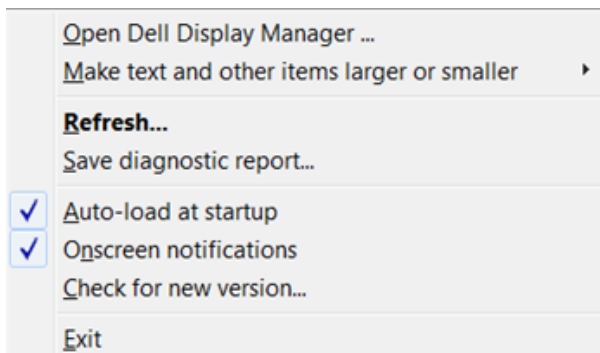 Open Dell Display Manager ...
Make text and other items larger or smaller
Refresh...
Save diagnostic report...
Auto-load at startup
Onscreen notifications
Check for new version...
Exit